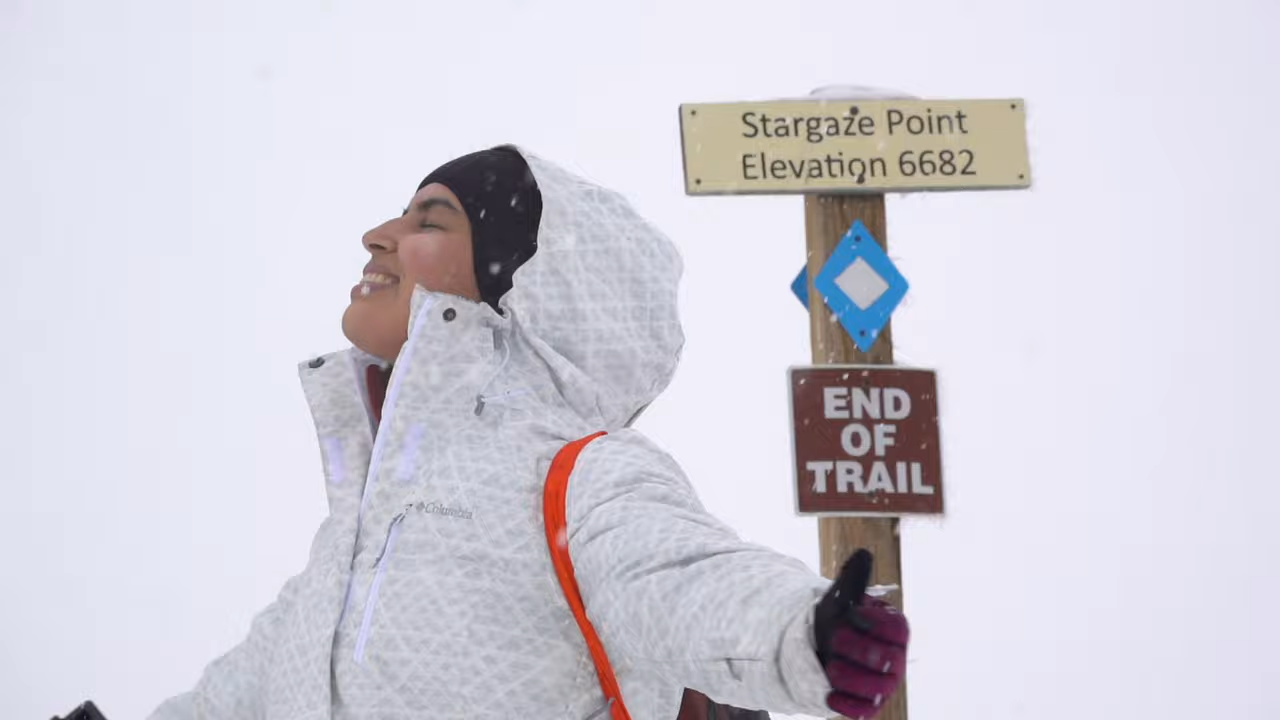 Stargaze Point
Elevation 6682
END
OF
TRAIL
Columbia